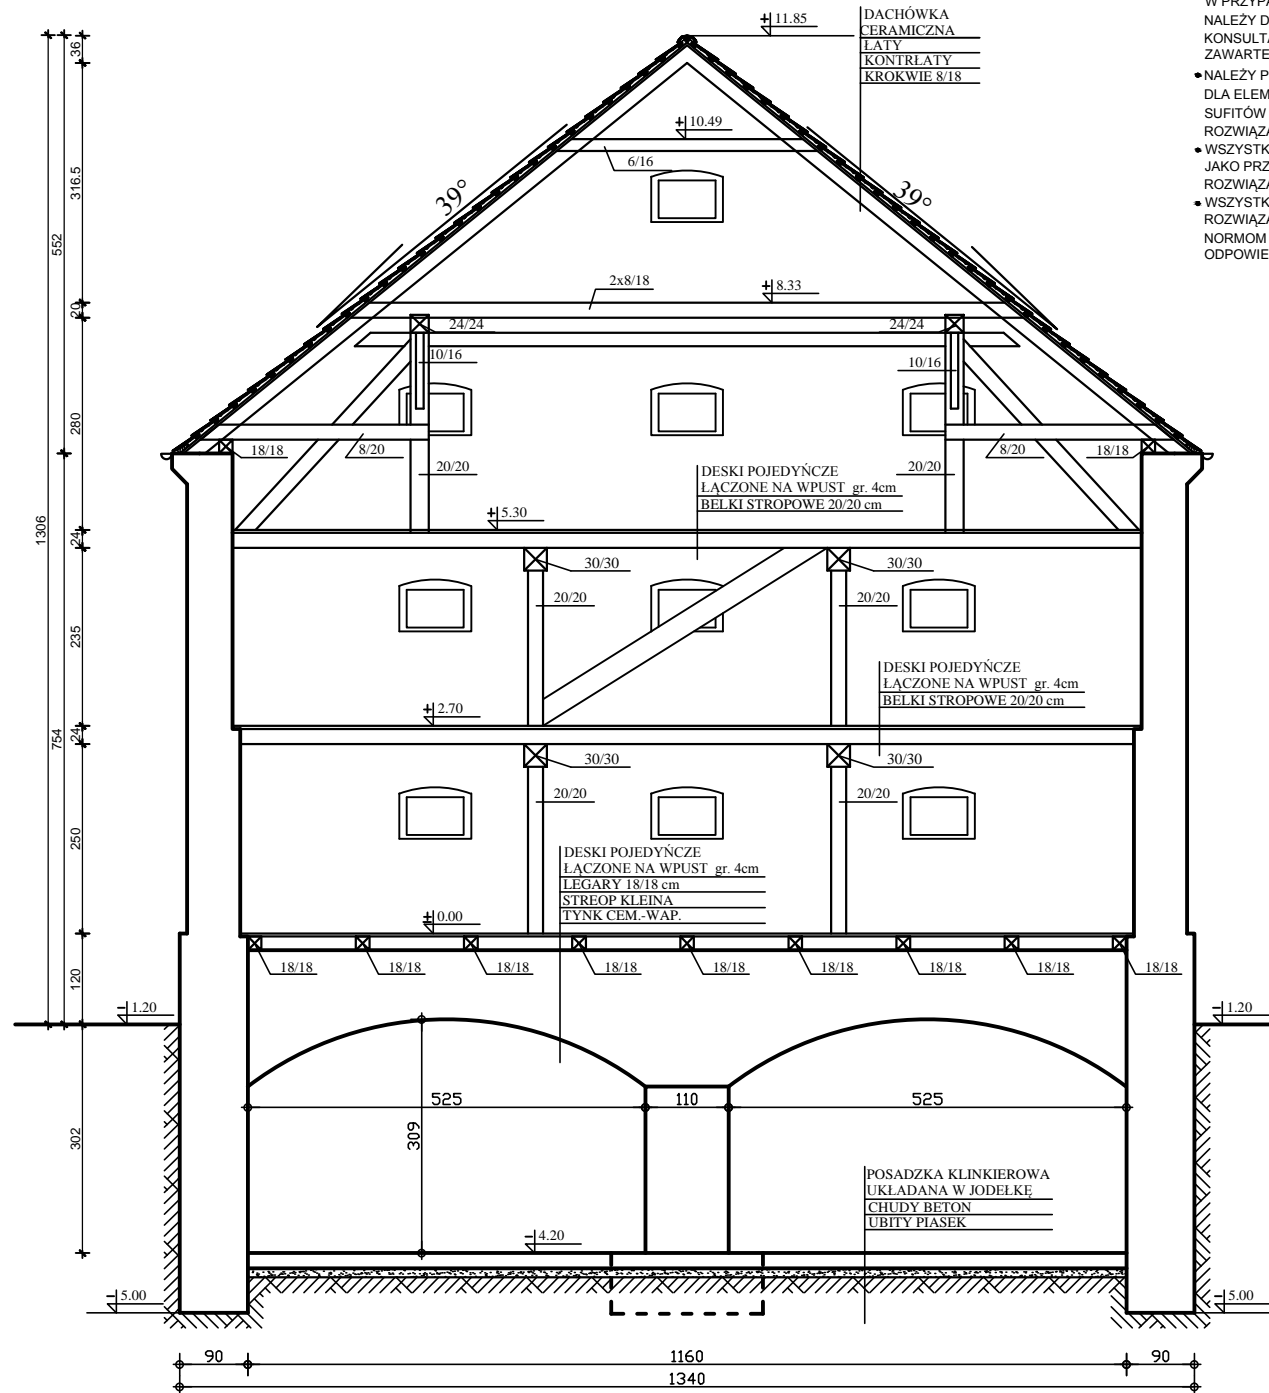 +11.85
DACHÓWKA
CERAMICZNA
ŁATY
KONTRŁATY
KROKWIE 8/18
NALEŻY
KONSULTA
ZAWARTE
NALEŻY
DLA
SUFITÓW
ROZWIĄZA
WSZYSTK
JAKO PRZ
ROZWIĄZA
WSZYSTK
ROZWIĄZA
NORMOM
ODPOWIE
36
316.5
552
20
280
1306
24
235
754
24
250
120
302
+10.49
6/16
39°
39°
2x8/18
+8.33
24/24
24/24
10/16
10/16
18/18
8/20
8/20
18/18
20/20
20/20
DESKI POJEDYŃCZE
ŁĄCZONE NA WPUST gr. 4cm
BELKI STROPOWE 20/20 cm
+5.30
30/30
30/30
20/20
20/20
DESKI POJEDYŃCZE
ŁĄCZONE NA WPUST gr. 4cm
BELKI STROPOWE 20/20 cm
+2.70
30/30
30/30
20/20
20/20
DESKI POJEDYŃCZE
ŁĄCZONE NA WPUST gr. 4cm
LEGARY 18/18 cm
STREOP KLEINA
TYNK CEM.-WAP.
±0.00
18/18 18/18 18/18 18/18 18/18 18/18 18/18 18/18 18/18
-1.20
-1.20
525 110 525
309
POSADZKA KLINKIEROWA
UKŁADANA W JODEŁKĘ
CHUDY BETON
UBITY PIASEK
-4.20
-5.00
-5.00
90 1160 90
1340